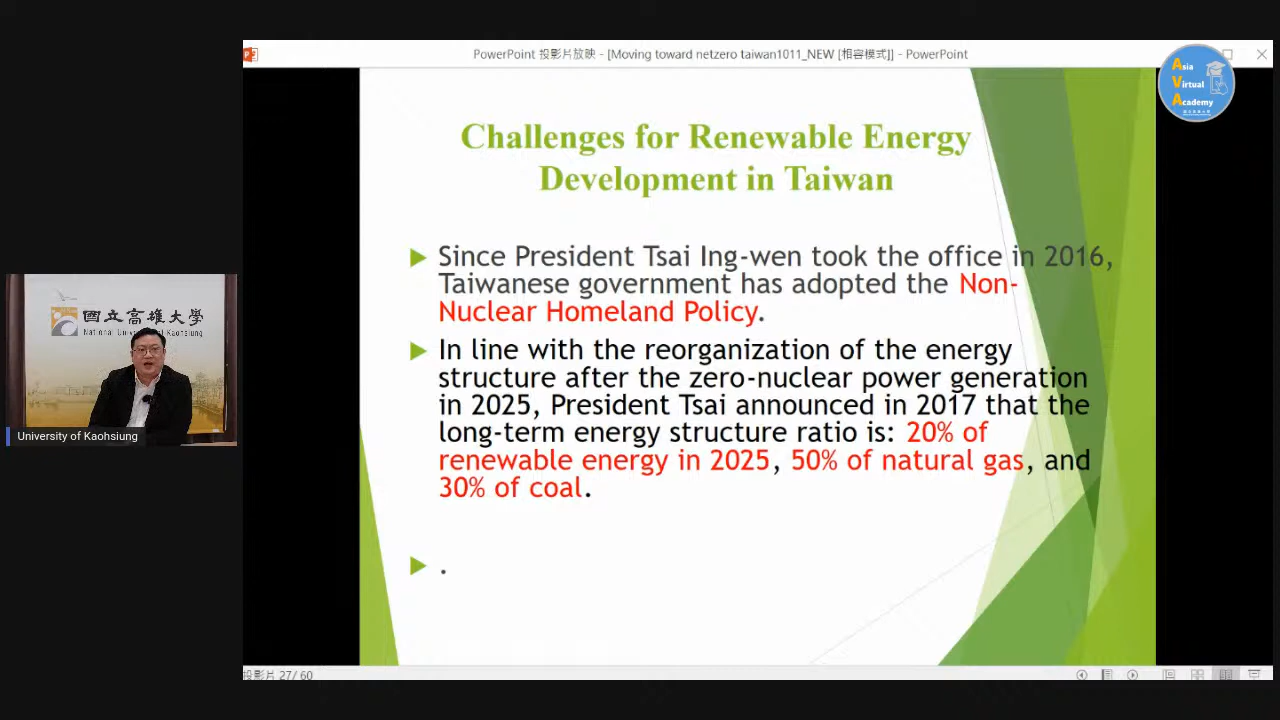 PowerPoint 投影片放映 - [Moving toward netzero taiwan1011_NEW [相容模式]] - PowerPoint
Asia
Virtual
Academy
Challenges for Renewable Energy
Development in Taiwan
Since President Tsai Ing-wen took the office in 2016,
Taiwanese government has adopted the Non-
Nuclear Homeland Policy.
In line with the reorganization of the energy
structure after the zero-nuclear power generation
in 2025, President Tsai announced in 2017 that the
long-term energy structure ratio is: 20% of
renewable energy in 2025, 50% of natural gas, and
30% of coal.
.
國立高雄大學
National University of Kaohsiung
University of Kaohsiung
投影片 27/ 60